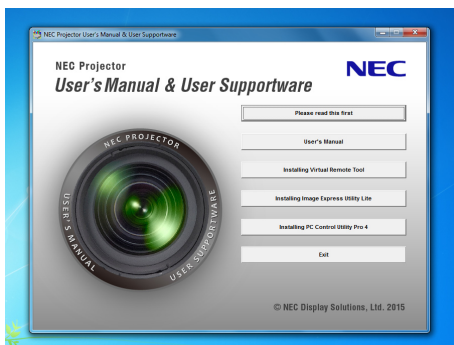 NEC Projector User's Manual & User Supportware
NEC Projector
NEC
User's Manual & User Supportware
Please read this first
NEC PROJECTOR
User's Manual
Installing Virtual Remote Tool
USER'S MANUAL
USER SUPPORTWARE
Installing Image Express Utility Lite
Installing PC Control Utility Pro 4
Exit
© NEC Display Solutions, Ltd. 2015